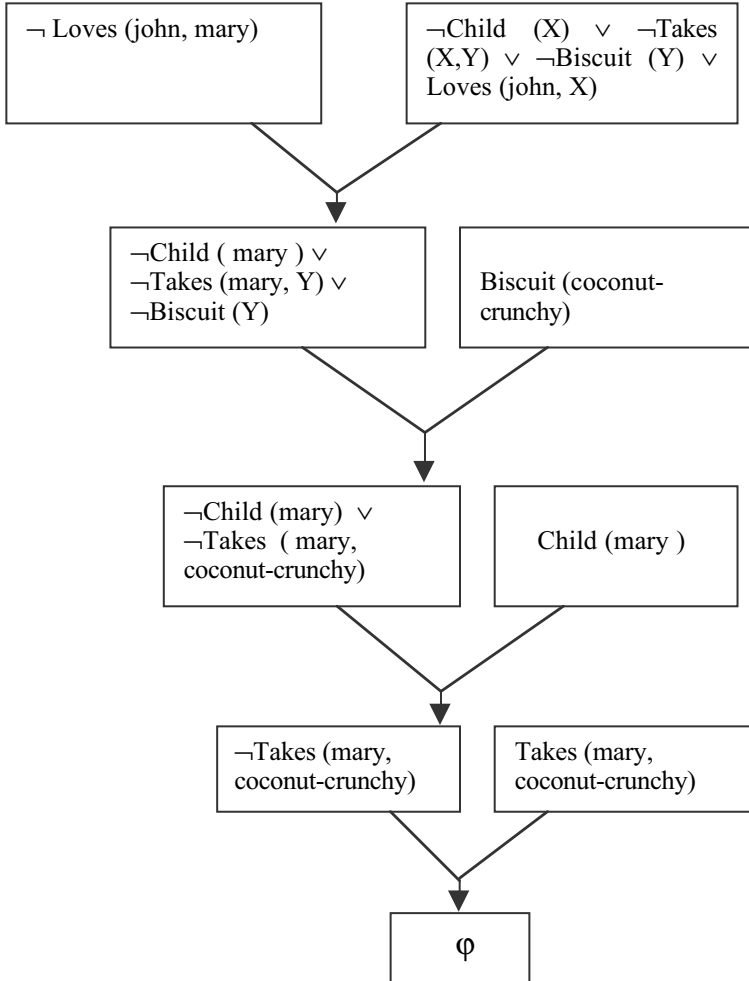 ¬ Loves (john, mary)
¬Child (X) ∨ ¬Takes
(X,Y) ∨ ¬Biscuit (Y) ∨
Loves (john, X)
¬Child ( mary ) ∨
¬Takes (mary, Y) ∨
¬Biscuit (Y)
Biscuit (coconut-
crunchy)
¬Child (mary) ∨
¬Takes ( mary,
coconut-crunchy)
Child (mary )
¬Takes (mary,
coconut-crunchy)
Takes (mary,
coconut-crunchy)
φ